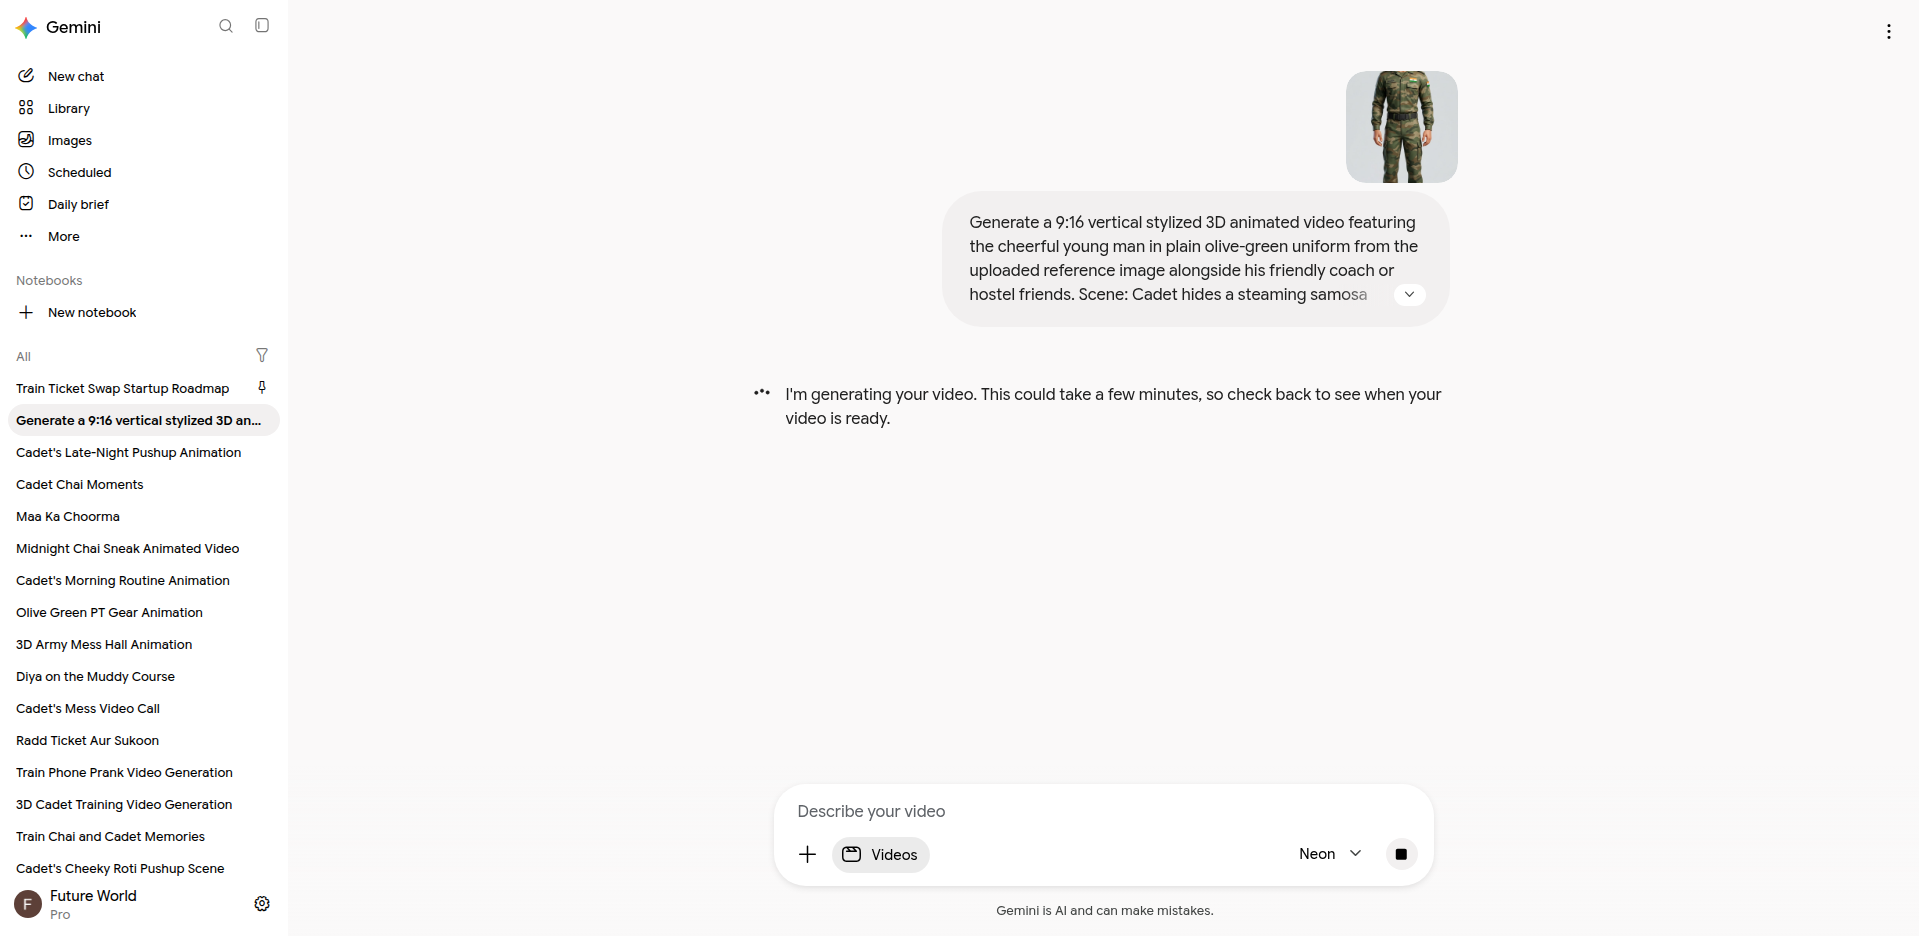 Gemini
New chat
Library
Images
Scheduled
Daily brief
More
Notebooks
New notebook
All
Train Ticket Swap Startup Roadmap
Generate a 9:16 vertical stylized 3D an...
Cadet's Late-Night Pushup Animation
Cadet Chai Moments
Maa Ka Choorma
Midnight Chai Sneak Animated Video
Cadet's Morning Routine Animation
Olive Green PT Gear Animation
3D Army Mess Hall Animation
Diya on the Muddy Course
Cadet's Mess Video Call
Radd Ticket Aur Sukoon
Train Phone Prank Video Generation
3D Cadet Training Video Generation
Train Chai and Cadet Memories
Cadet's Cheeky Roti Pushup Scene
F
Future World
Pro
Generate a 9:16 vertical stylized 3D animated video featuring
the cheerful young man in plain olive-green uniform from the
uploaded reference image alongside his friendly coach or
hostel friends. Scene: Cadet hides a steaming samosa
I'm generating your video. This could take a few minutes, so check back to see when your
video is ready.
Describe your video
Videos
Neon
Gemini is AI and can make mistakes.